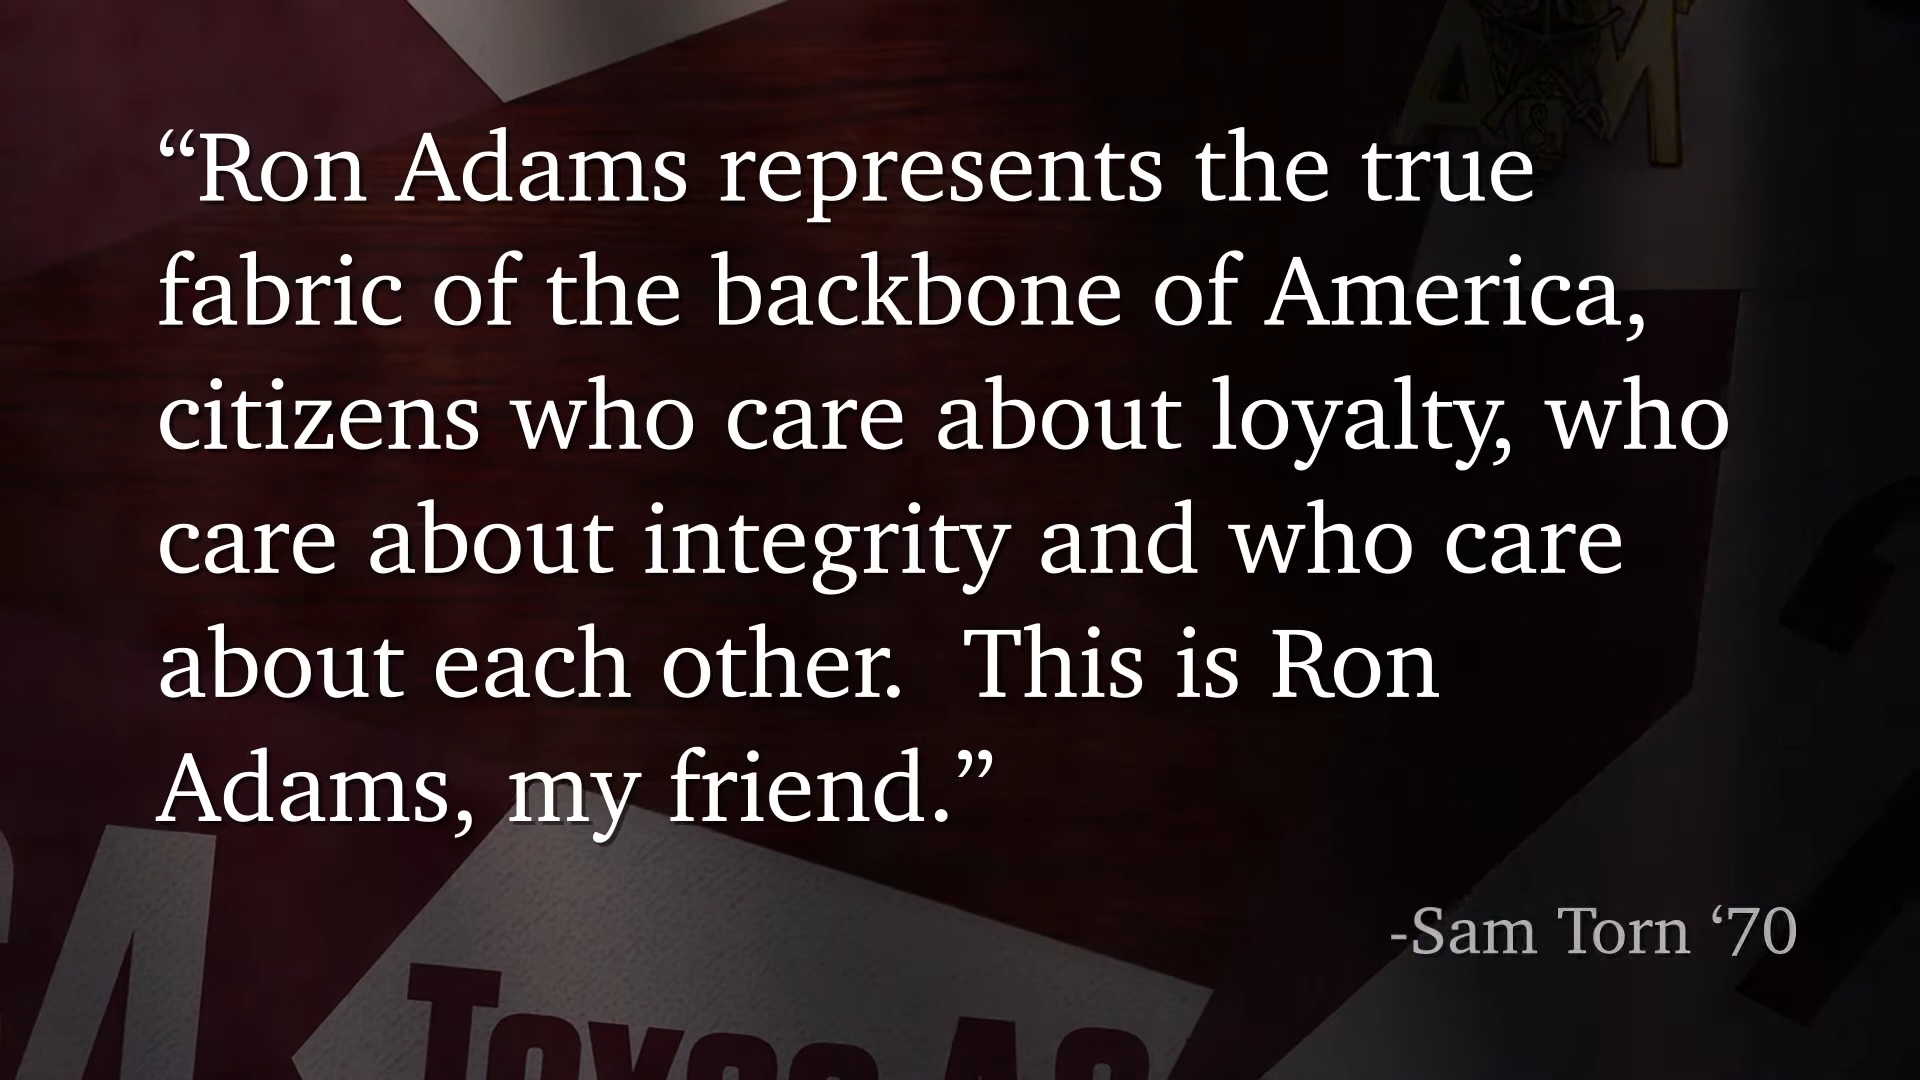 “Ron Adams represents the true
fabric of the backbone of America,
citizens who care about loyalty, who
care about integrity and who care
about each other.  This is Ron
Adams, my friend.”
-Sam Torn ‘70